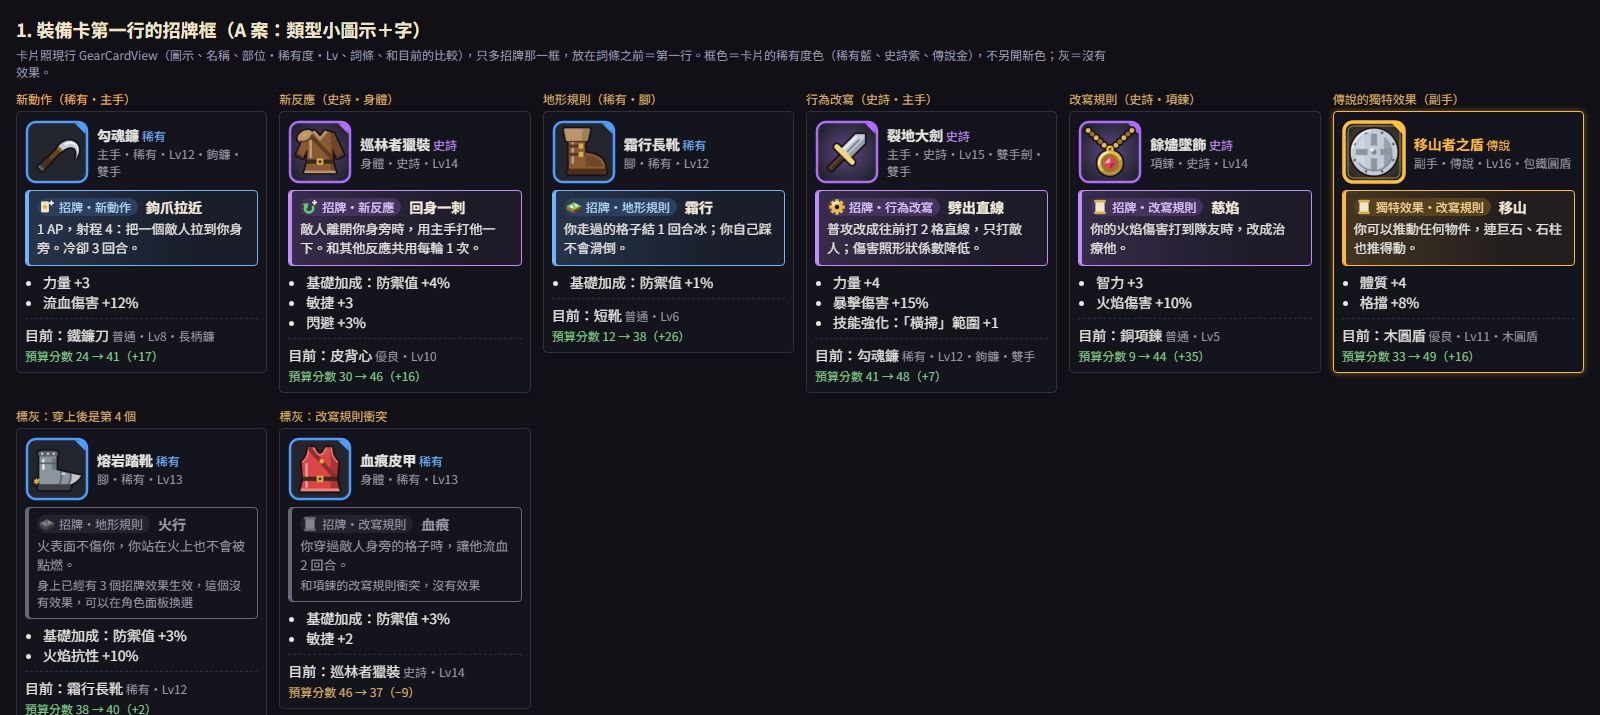 1. 裝備卡第一行的招牌框（A 案：類型小圖示＋字）
卡片照現行 GearCardView（圖示、名稱、部位・稀有度・Lv、詞條、和目前的比較），只多招牌那一框，放在詞條之前＝第一行。框色＝卡片的稀有度色（稀有藍、史詩紫、傳說金），不另開新色；灰＝沒有
效果。
新動作（稀有・主手）
勾魂鐮 稀有
主手・稀有・Lv12・鉤鐮・
雙手
招牌・新動作 鉤爪拉近
1 AP，射程 4：把一個敵人拉到你身
旁。冷卻 3 回合。
• 力量 +3
• 流血傷害 +12%
目前：鐵鐮刀 普通・Lv8・長柄鐮
預算分數 24 → 41（+17）
新反應（史詩・身體）
巡林者獵裝 史詩
身體・史詩・Lv14
招牌・新反應 回身一刺
敵人離開你身旁時，用主手打他一
下。和其他反應共用每輪 1 次。
• 基礎加成：防禦值 +4%
• 敏捷 +3
• 閃避 +3%
目前：皮背心 優良・Lv10
預算分數 30 → 46（+16）
地形規則（稀有・腳）
霜行長靴 稀有
腳・稀有・Lv12
招牌・地形規則 霜行
你走過的格子結 1 回合冰；你自己踩
不會滑倒。
• 基礎加成：防禦值 +1%
目前：短靴 普通・Lv6
預算分數 12 → 38（+26）
行為改寫（史詩・主手）
裂地大劍 史詩
主手・史詩・Lv15・雙手劍・
雙手
招牌・行為改寫 劈出直線
普攻改成往前打 2 格直線，只打敵
人；傷害照形狀係數降低。
• 力量 +4
• 暴擊傷害 +15%
• 技能強化：「橫掃」範圍 +1
目前：勾魂鐮 稀有・Lv12・鉤鐮・雙手
預算分數 41 → 48（+7）
改寫規則（史詩・項鍊）
餘燼墜飾 史詩
項鍊・史詩・Lv14
招牌・改寫規則 慈焰
你的火焰傷害打到隊友時，改成治
療他。
• 智力 +3
• 火焰傷害 +10%
目前：銅項鍊 普通・Lv5
預算分數 9 → 44（+35）
傳說的獨特效果（副手）
移山者之盾 傳說
副手・傳說・Lv16・包鐵圓盾
獨特效果・改寫規則 移山
你可以推動任何物件，連巨石、石柱
也推得動。
• 體質 +4
• 格擋 +8%
目前：木圓盾 優良・Lv11・木圓盾
預算分數 33 → 49（+16）
標灰：穿上後是第 4 個
熔岩踏靴 稀有
腳・稀有・Lv13
招牌・地形規則 火行
火表面不傷你，你站在火上也不會被
點燃。
身上已經有 3 個招牌效果生效，這個沒
有效果，可以在角色面板換選
• 基礎加成：防禦值 +3%
• 火焰抗性 +10%
目前：霜行長靴 稀有・Lv12
預算分數 38 → 40（+2）
標灰：改寫規則衝突
血痕皮甲 稀有
身體・稀有・Lv13
招牌・改寫規則 血痕
你穿過敵人身旁的格子時，讓他流血
2 回合。
和項鍊的改寫規則衝突，沒有效果
• 基礎加成：防禦值 +3%
• 敏捷 +2
目前：巡林者獵裝 史詩・Lv14
預算分數 46 → 37（−9）